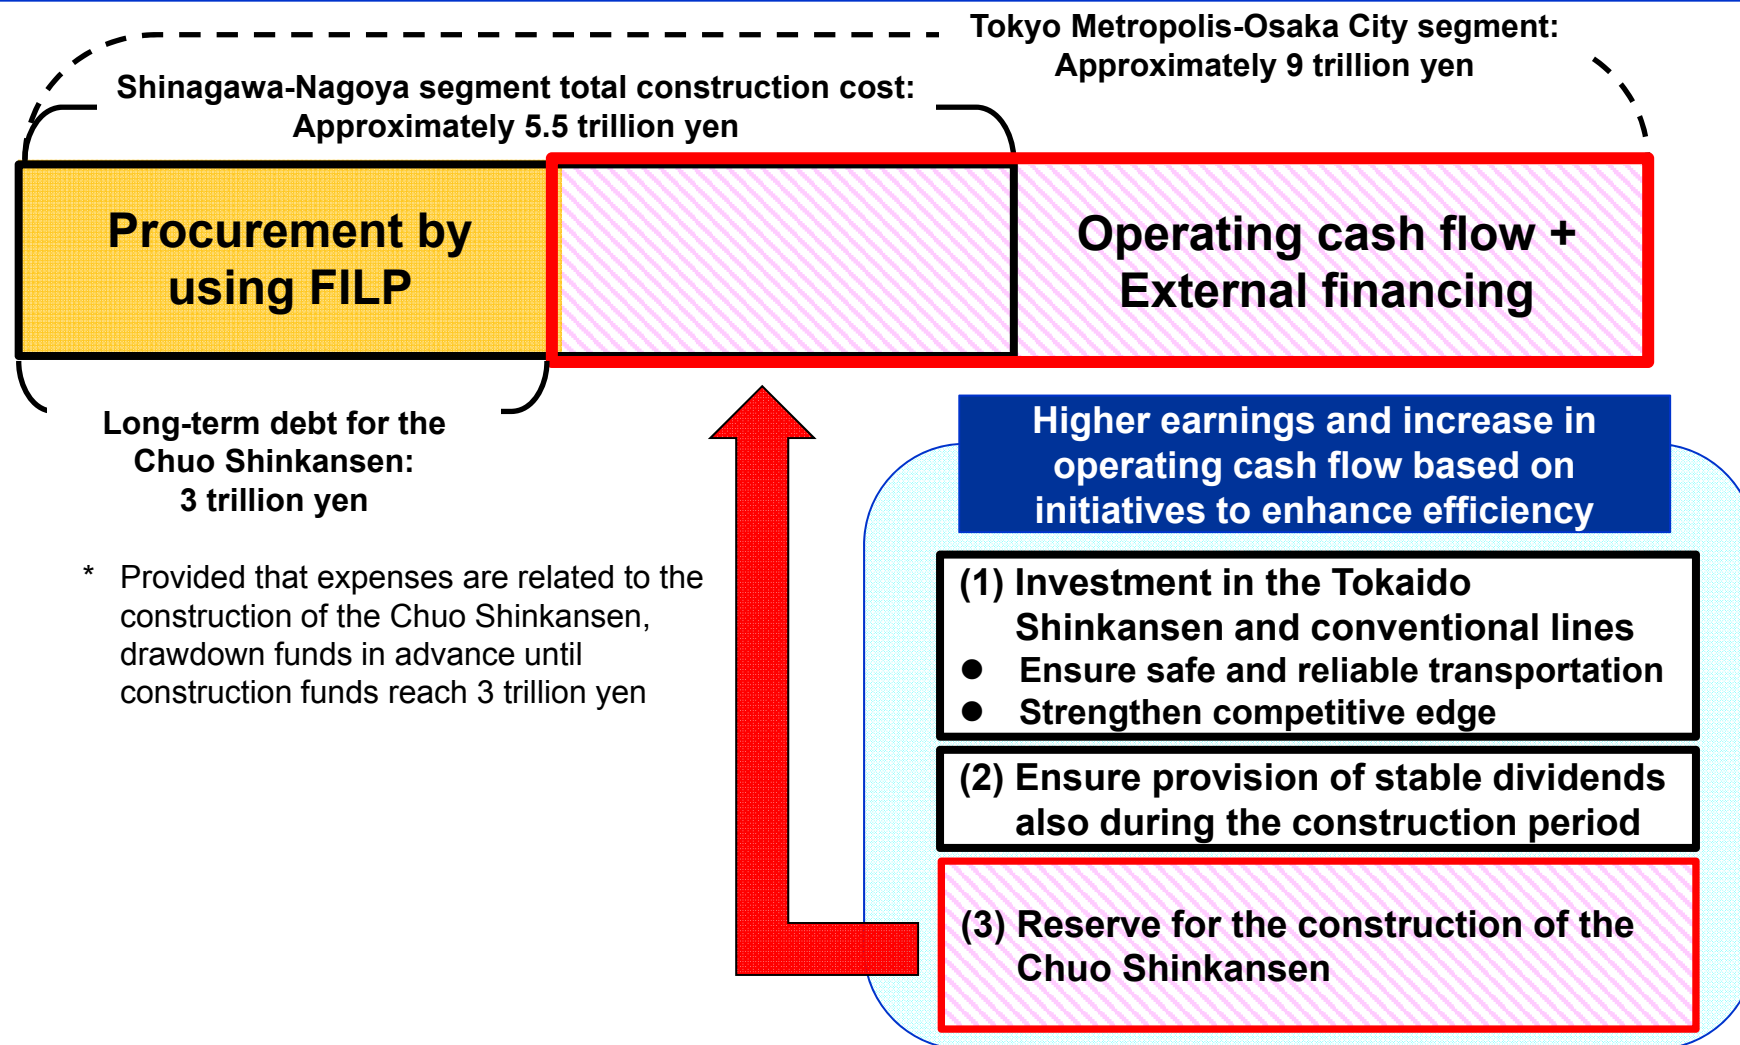 Tokyo Metropolis-Osaka City segment:
Approximately 9 trillion yen
Shinagawa-Nagoya segment total construction cost:
Approximately 5.5 trillion yen
Procurement by
using FILP
Operating cash flow +
External financing
Long-term debt for the
Chuo Shinkansen:
3 trillion yen
* Provided that expenses are related to the
construction of the Chuo Shinkansen,
drawdown funds in advance until
construction funds reach 3 trillion yen
Higher earnings and increase in
operating cash flow based on
initiatives to enhance efficiency
(1) Investment in the Tokaido
Shinkansen and conventional lines
● Ensure safe and reliable transportation
● Strengthen competitive edge
(2) Ensure provision of stable dividends
also during the construction period
(3) Reserve for the construction of the
Chuo Shinkansen